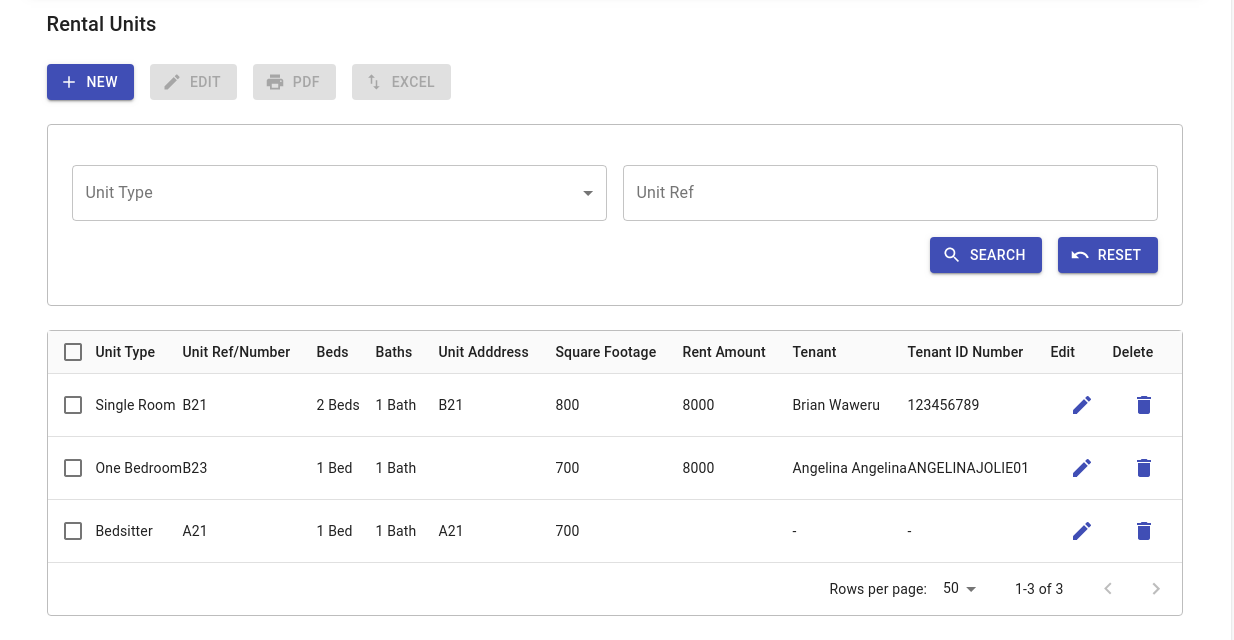 Rental Units
NEW EDIT PDF EXCEL
Unit Type Unit Ref
SEARCH RESET
Unit Type Unit Ref/Number Beds Baths Unit Adddress Square Footage Rent Amount Tenant Tenant ID Number Edit Delete
Single Room B21 2 Beds 1 Bath B21 800 8000 Brian Waweru 123456789
One Bedroom B23 1 Bed 1 Bath 700 8000 Angelina Angelina ANGELINAJOLIE01
Bedsitter A21 1 Bed 1 Bath A21 700 - -
Rows per page: 50 1-3 of 3